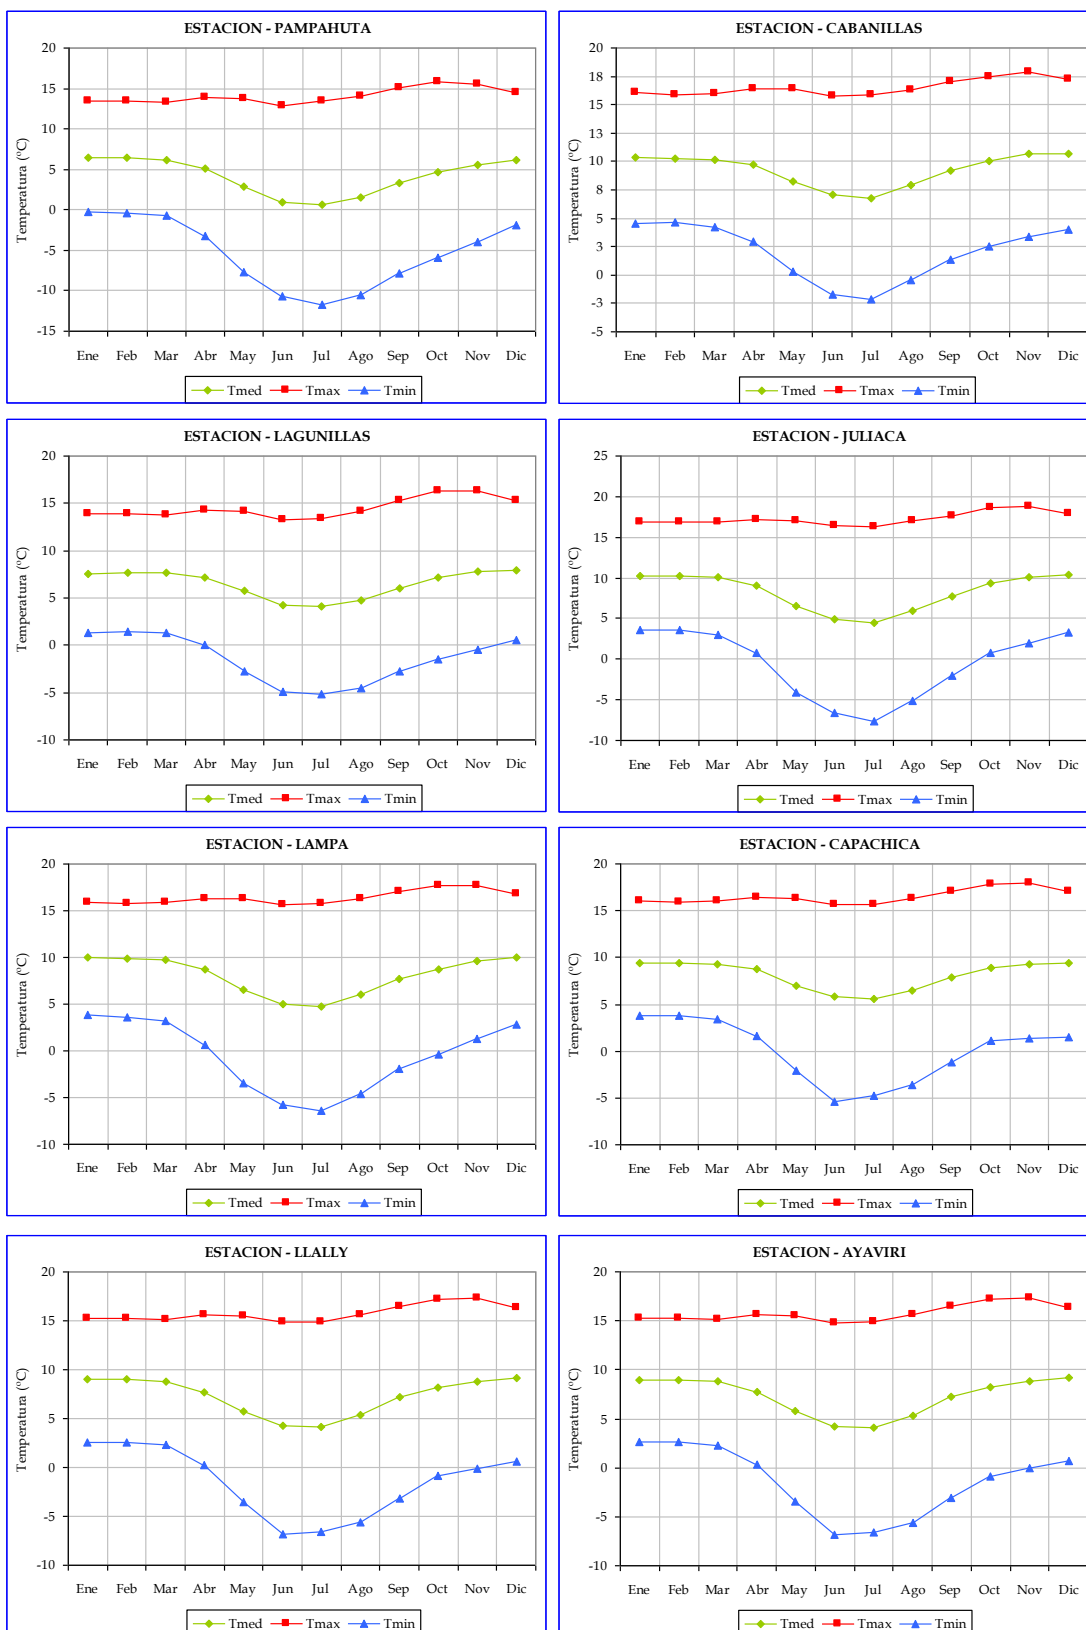 ESTACION - PAMPAHUTA
Temperatura (ºC)
20
15
10
5
0
-5
-10
-15
Ene Feb Mar Abr May Jun Jul Ago Sep Oct Nov Dic
Tmed Tmax Tmin
ESTACION - CABANILLAS
Temperatura (ºC)
20
18
15
13
10
8
5
3
0
-3
-5
Ene Feb Mar Abr May Jun Jul Ago Sep Oct Nov Dic
Tmed Tmax Tmin
ESTACION - LAGUNILLAS
Temperatura (ºC)
20
15
10
5
0
-5
-10
Ene Feb Mar Abr May Jun Jul Ago Sep Oct Nov Dic
Tmed Tmax Tmin
ESTACION - JULIACA
Temperatura (ºC)
25
20
15
10
5
0
-5
-10
Ene Feb Mar Abr May Jun Jul Ago Sep Oct Nov Dic
Tmed Tmax Tmin
ESTACION - LAMPA
Temperatura (ºC)
20
15
10
5
0
-5
-10
Ene Feb Mar Abr May Jun Jul Ago Sep Oct Nov Dic
Tmed Tmax Tmin
ESTACION - CAPACHICA
Temperatura (ºC)
20
15
10
5
0
-5
-10
Ene Feb Mar Abr May Jun Jul Ago Sep Oct Nov Dic
Tmed Tmax Tmin
ESTACION - LLALLY
Temperatura (ºC)
20
15
10
5
0
-5
-10
Ene Feb Mar Abr May Jun Jul Ago Sep Oct Nov Dic
Tmed Tmax Tmin
ESTACION - AYAVIRI
Temperatura (ºC)
20
15
10
5
0
-5
-10
Ene Feb Mar Abr May Jun Jul Ago Sep Oct Nov Dic
Tmed Tmax Tmin